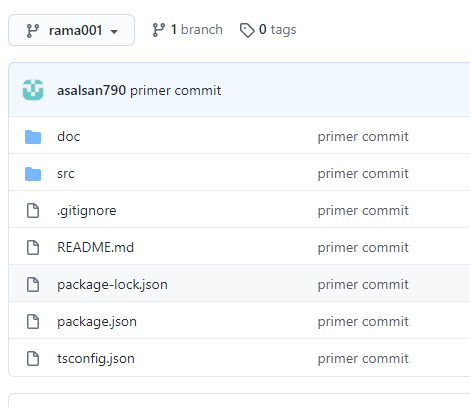 rama001 1 branch 0 tags
asalsan790 primer commit
doc primer commit
src primer commit
.gitignore primer commit
README.md primer commit
package-lock.json primer commit
package.json primer commit
tsconfig.json primer commit